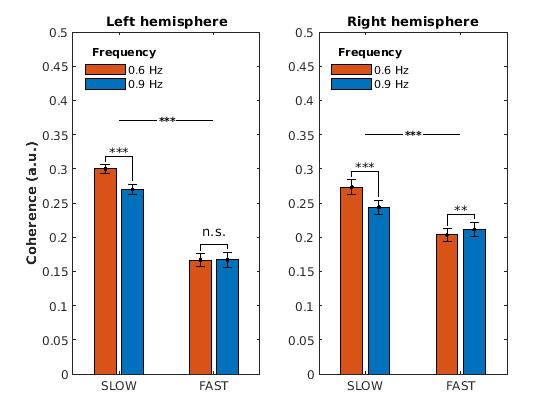 Left hemisphere
Coherence (a.u.)
0.5
0.45
0.4
0.35
0.3
0.25
0.2
0.15
0.1
0.05
0
Frequency
0.6 Hz
0.9 Hz
***
***
n.s.
SLOW
FAST
Right hemisphere
0.5
0.45
0.4
0.35
0.3
0.25
0.2
0.15
0.1
0.05
0
Frequency
0.6 Hz
0.9 Hz
***
***
**
SLOW
FAST